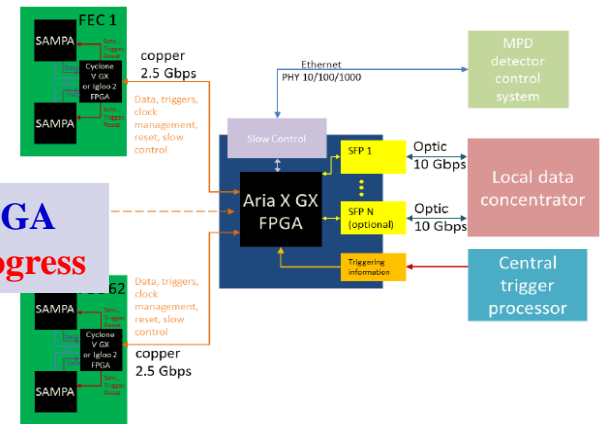 FEC 1
SAMPA
Sync,
Trigger,
Reset
Cyclone
V GX
or Igloo 2
FPGA
Sync,
Trigger,
Reset
SAMPA
copper
2.5 Gbps
Data, triggers,
clock
management,
reset, slow
control
Ethernet
PHY 10/100/1000
MPD
detector
control
system
Slow Control
Aria X GX
FPGA
SFP 1
SFP N
(optional)
Triggering
information
Optic
10 Gbps
Optic
10 Gbps
Local data
concentrator
Central
trigger
processor
GA
ogress
62
SAMPA
Sync,
Trigger,
Reset
Cyclone
V GX
or Igloo 2
FPGA
Sync,
Trigger,
Reset
SAMPA
Data, triggers,
clock
management,
reset, slow
control
copper
2.5 Gbps